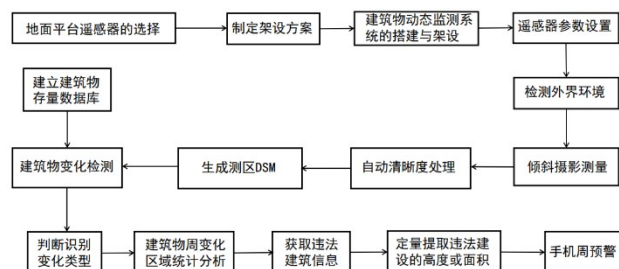 地面平台遥感器的选择
制定架设方案
建筑物动态监测系
统的搭建与架设
遥感器参数设置
检测外界环境
倾斜摄影测量
自动清晰度处理
生成测区DSM
建立建筑物
存量数据库
建筑物变化检测
判断识别
变化类型
建筑物周变化
区域统计分析
获取违法
建筑信息
定量提取违法建
设的高度或面积
手机周预警